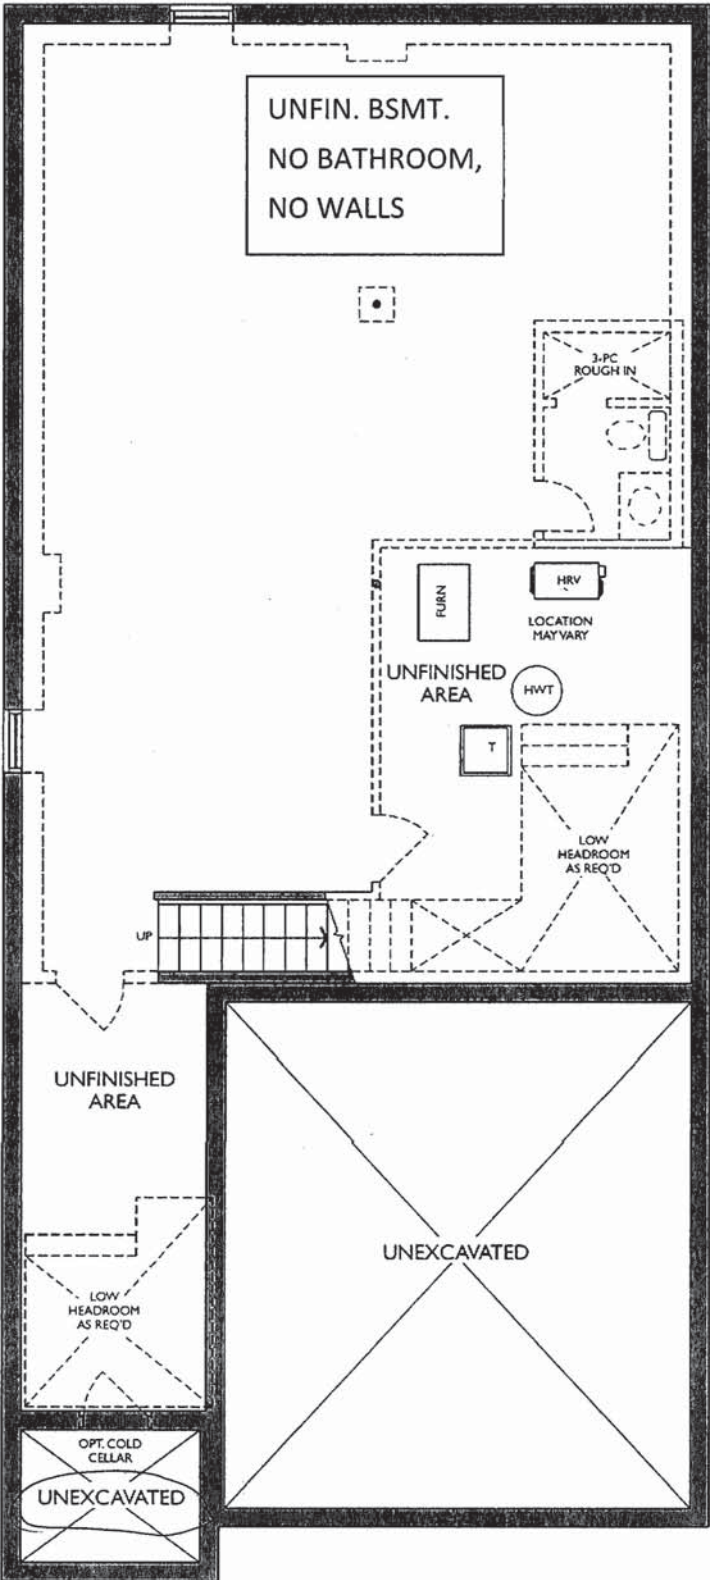 UNFIN. BSMT.
NO BATHROOM,
NO WALLS
3-PC
ROUGH IN
FURN
HRV
LOCATION
MAY VARY
UNFINISHED
AREA
HWT
T
LOW
HEADROOM
AS REQ'D
UP
UNFINISHED
AREA
UNEXCAVATED
LOW
HEADROOM
AS REQ'D
OPT. COLD
CELLAR
UNEXCAVATED